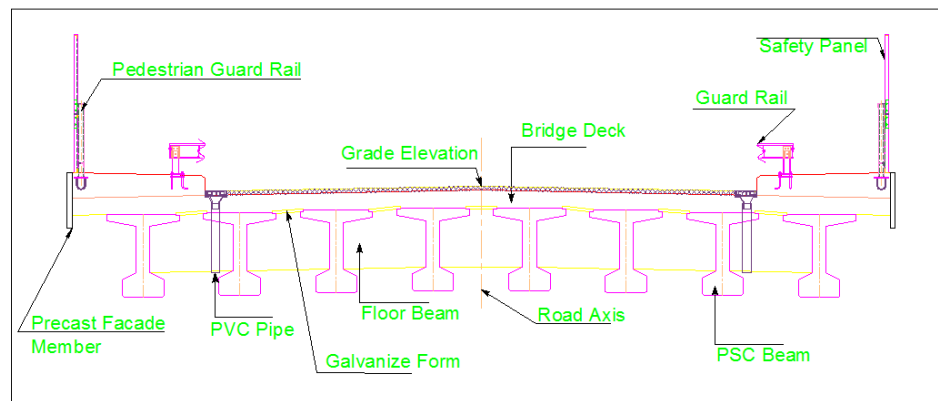 Safety Panel
Pedestrian Guard Rail
Guard Rail
Bridge Deck
Grade Elevation
Precast Facade
Member
PVC Pipe
Floor Beam
Road Axis
PSC Beam
Galvanize Form